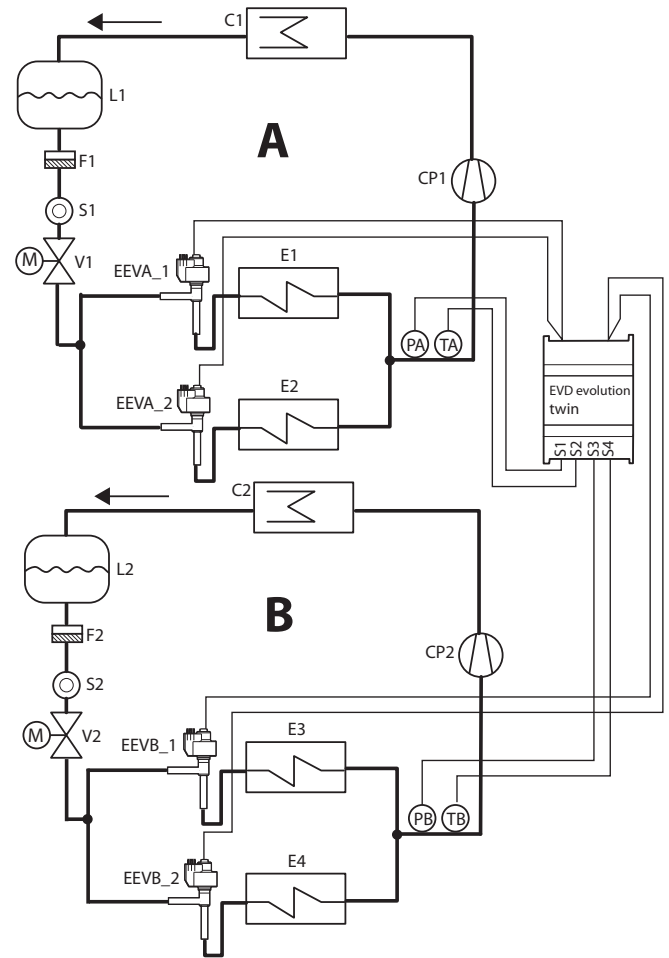 C1
L1
A
F1
CP1
S1
M
V1
EEVA_1
E1
PA
TA
EEVA_2
E2
EVD evolution
twin
S1
S2
S3
S4
C2
L2
B
F2
CP2
S2
M
V2
EEVB_1
E3
PB
TB
EEVB_2
E4